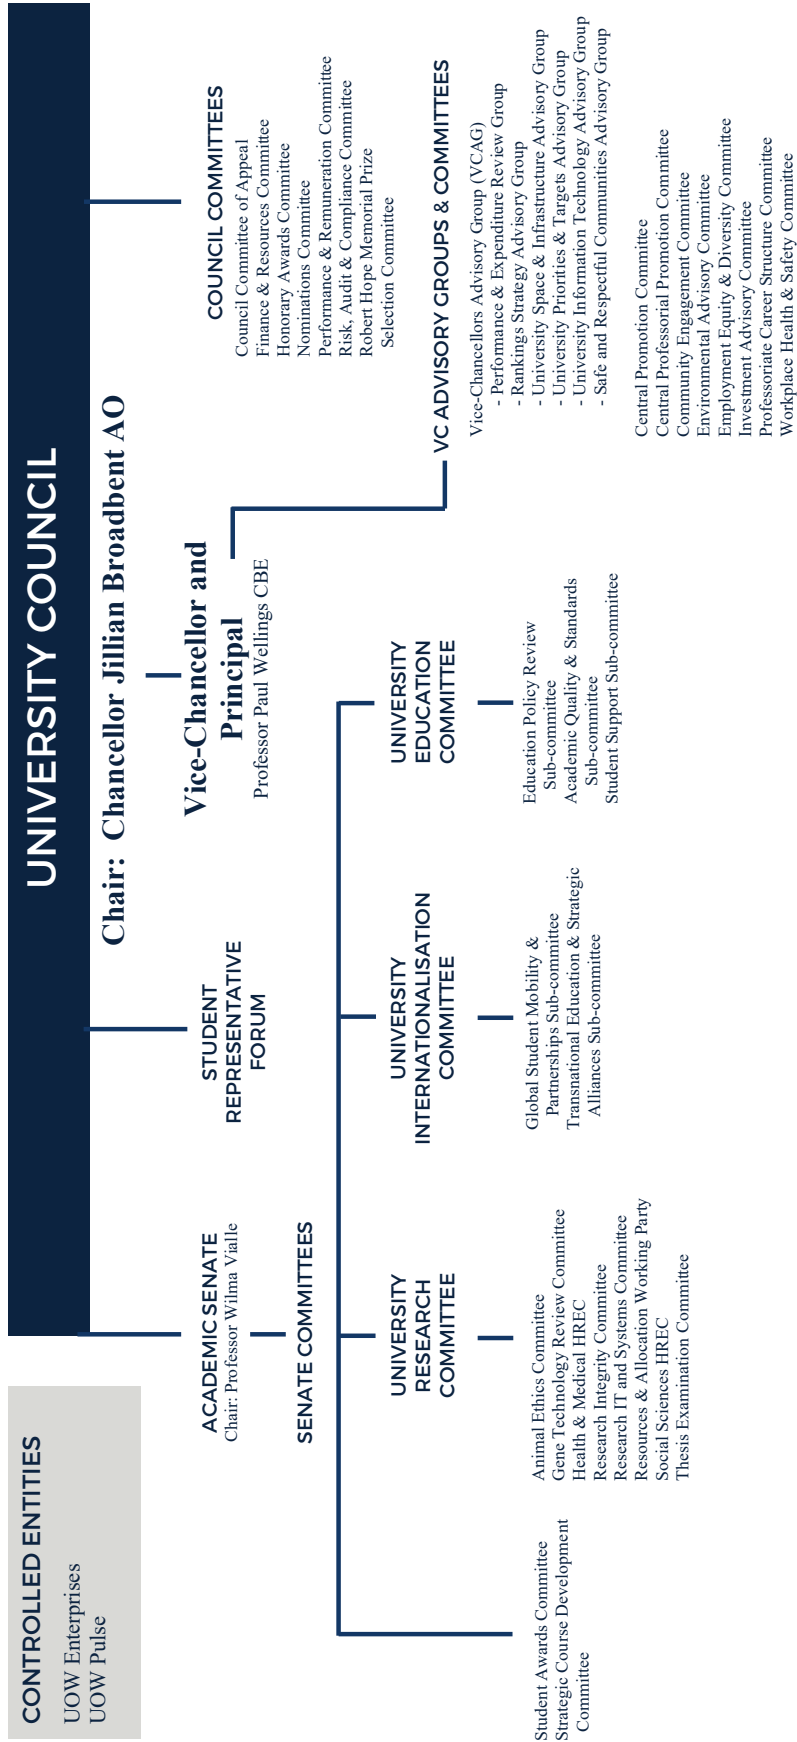 CONTROLLED ENTITIES
UOW Enterprises
UOW Pulse
UNIVERSITY COUNCIL
Chair: Chancellor Jillian Broadbent AO
Vice-Chancellor and
Principal
Professor Paul Wellings CBE
ACADEMIC SENATE
Chair: Professor Wilma Vialle
STUDENT
REPRESENTATIVE
FORUM
COUNCIL COMMITTEES
Council Committee of Appeal
Finance & Resources Committee
Honorary Awards Committee
Nominations Committee
Performance & Remuneration Committee
Risk, Audit & Compliance Committee
Robert Hope Memorial Prize
Selection Committee
SENATE COMMITTEES
UNIVERSITY
RESEARCH
COMMITTEE
UNIVERSITY
INTERNATIONALISATION
COMMITTEE
UNIVERSITY
EDUCATION
COMMITTEE
VC ADVISORY GROUPS & COMMITTEES
Vice-Chancellors Advisory Group (VCAG)
- Performance & Expenditure Review Group
- Rankings Strategy Advisory Group
- University Space & Infrastructure Advisory Group
- University Priorities & Targets Advisory Group
- University Information Technology Advisory Group
- Safe and Respectful Communities Advisory Group
Central Promotion Committee
Central Professorial Promotion Committee
Community Engagement Committee
Environmental Advisory Committee
Employment Equity & Diversity Committee
Investment Advisory Committee
Professoriate Career Structure Committee
Workplace Health & Safety Committee
Student Awards Committee
Strategic Course Development
Committee
Animal Ethics Committee
Gene Technology Review Committee
Health & Medical HREC
Research Integrity Committee
Research IT and Systems Committee
Resources & Allocation Working Party
Social Sciences HREC
Thesis Examination Committee
Global Student Mobility &
Partnerships Sub-committee
Transnational Education & Strategic
Alliances Sub-committee
Education Policy Review
Sub-committee
Academic Quality & Standards
Sub-committee
Student Support Sub-committee